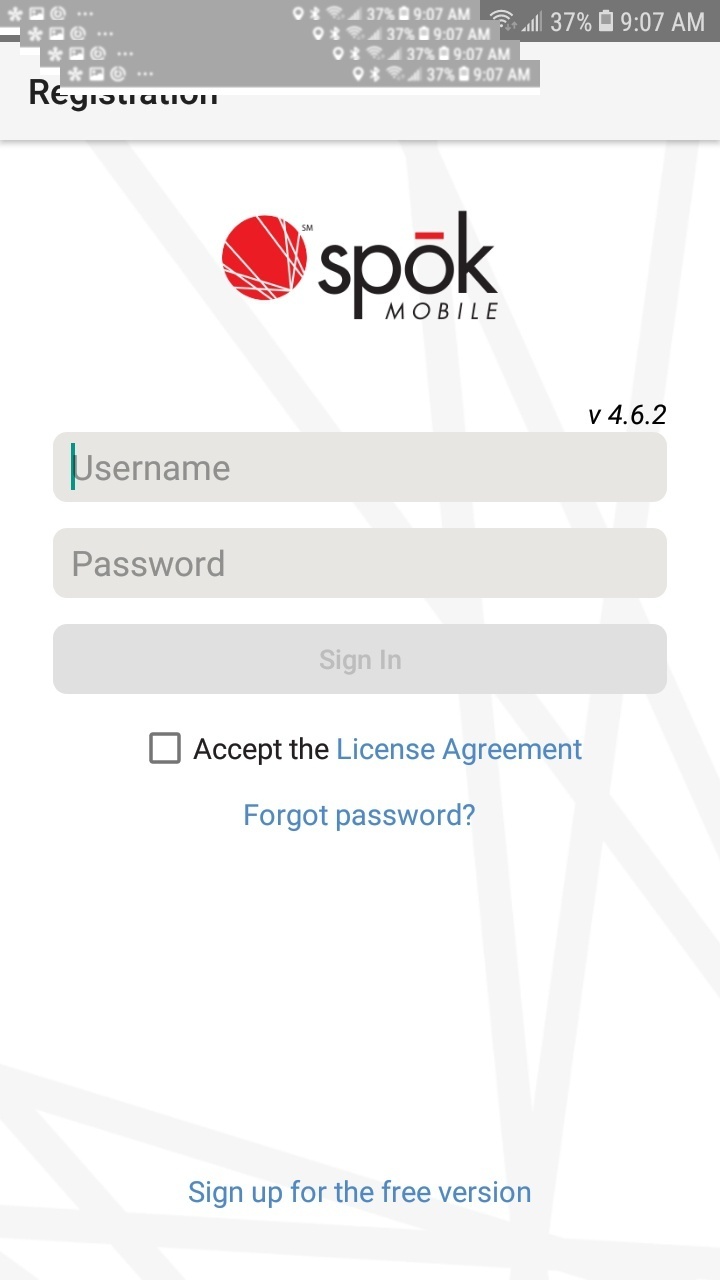 37% 9:07 AM
37% 9:07 AM
37% 9:07 AM
37% 9:07 AM
37% 9:07 AM
Registration
SM
spōk
MOBILE
v 4.6.2
Username
Password
Sign In
Accept the License Agreement
Forgot password?
Sign up for the free version